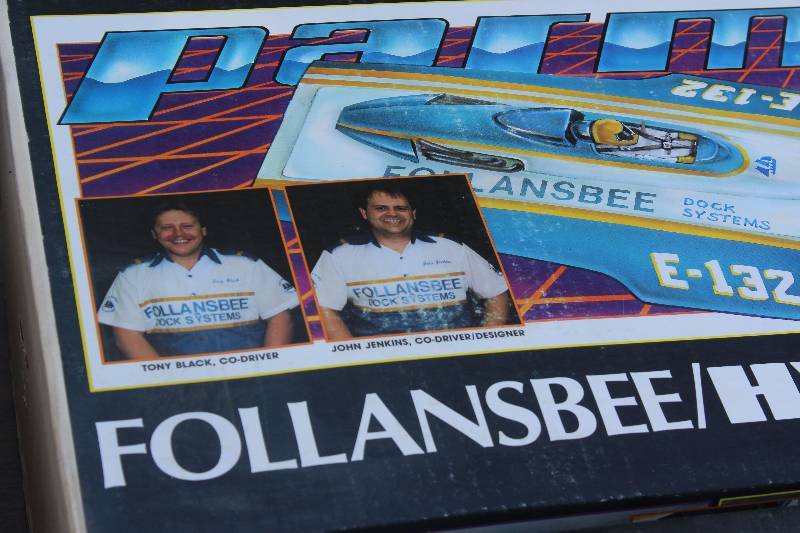 parm
E-132
FOLLANSBEE
DOCK
SYSTEMS
E-132
FOLLANSBEE
DOCK SYSTEMS
FOLLANSBEE
DOCK SYSTEMS
TONY BLACK, CO-DRIVER
JOHN JENKINS, CO-DRIVER/DESIGNER
FOLLANSBEE/H